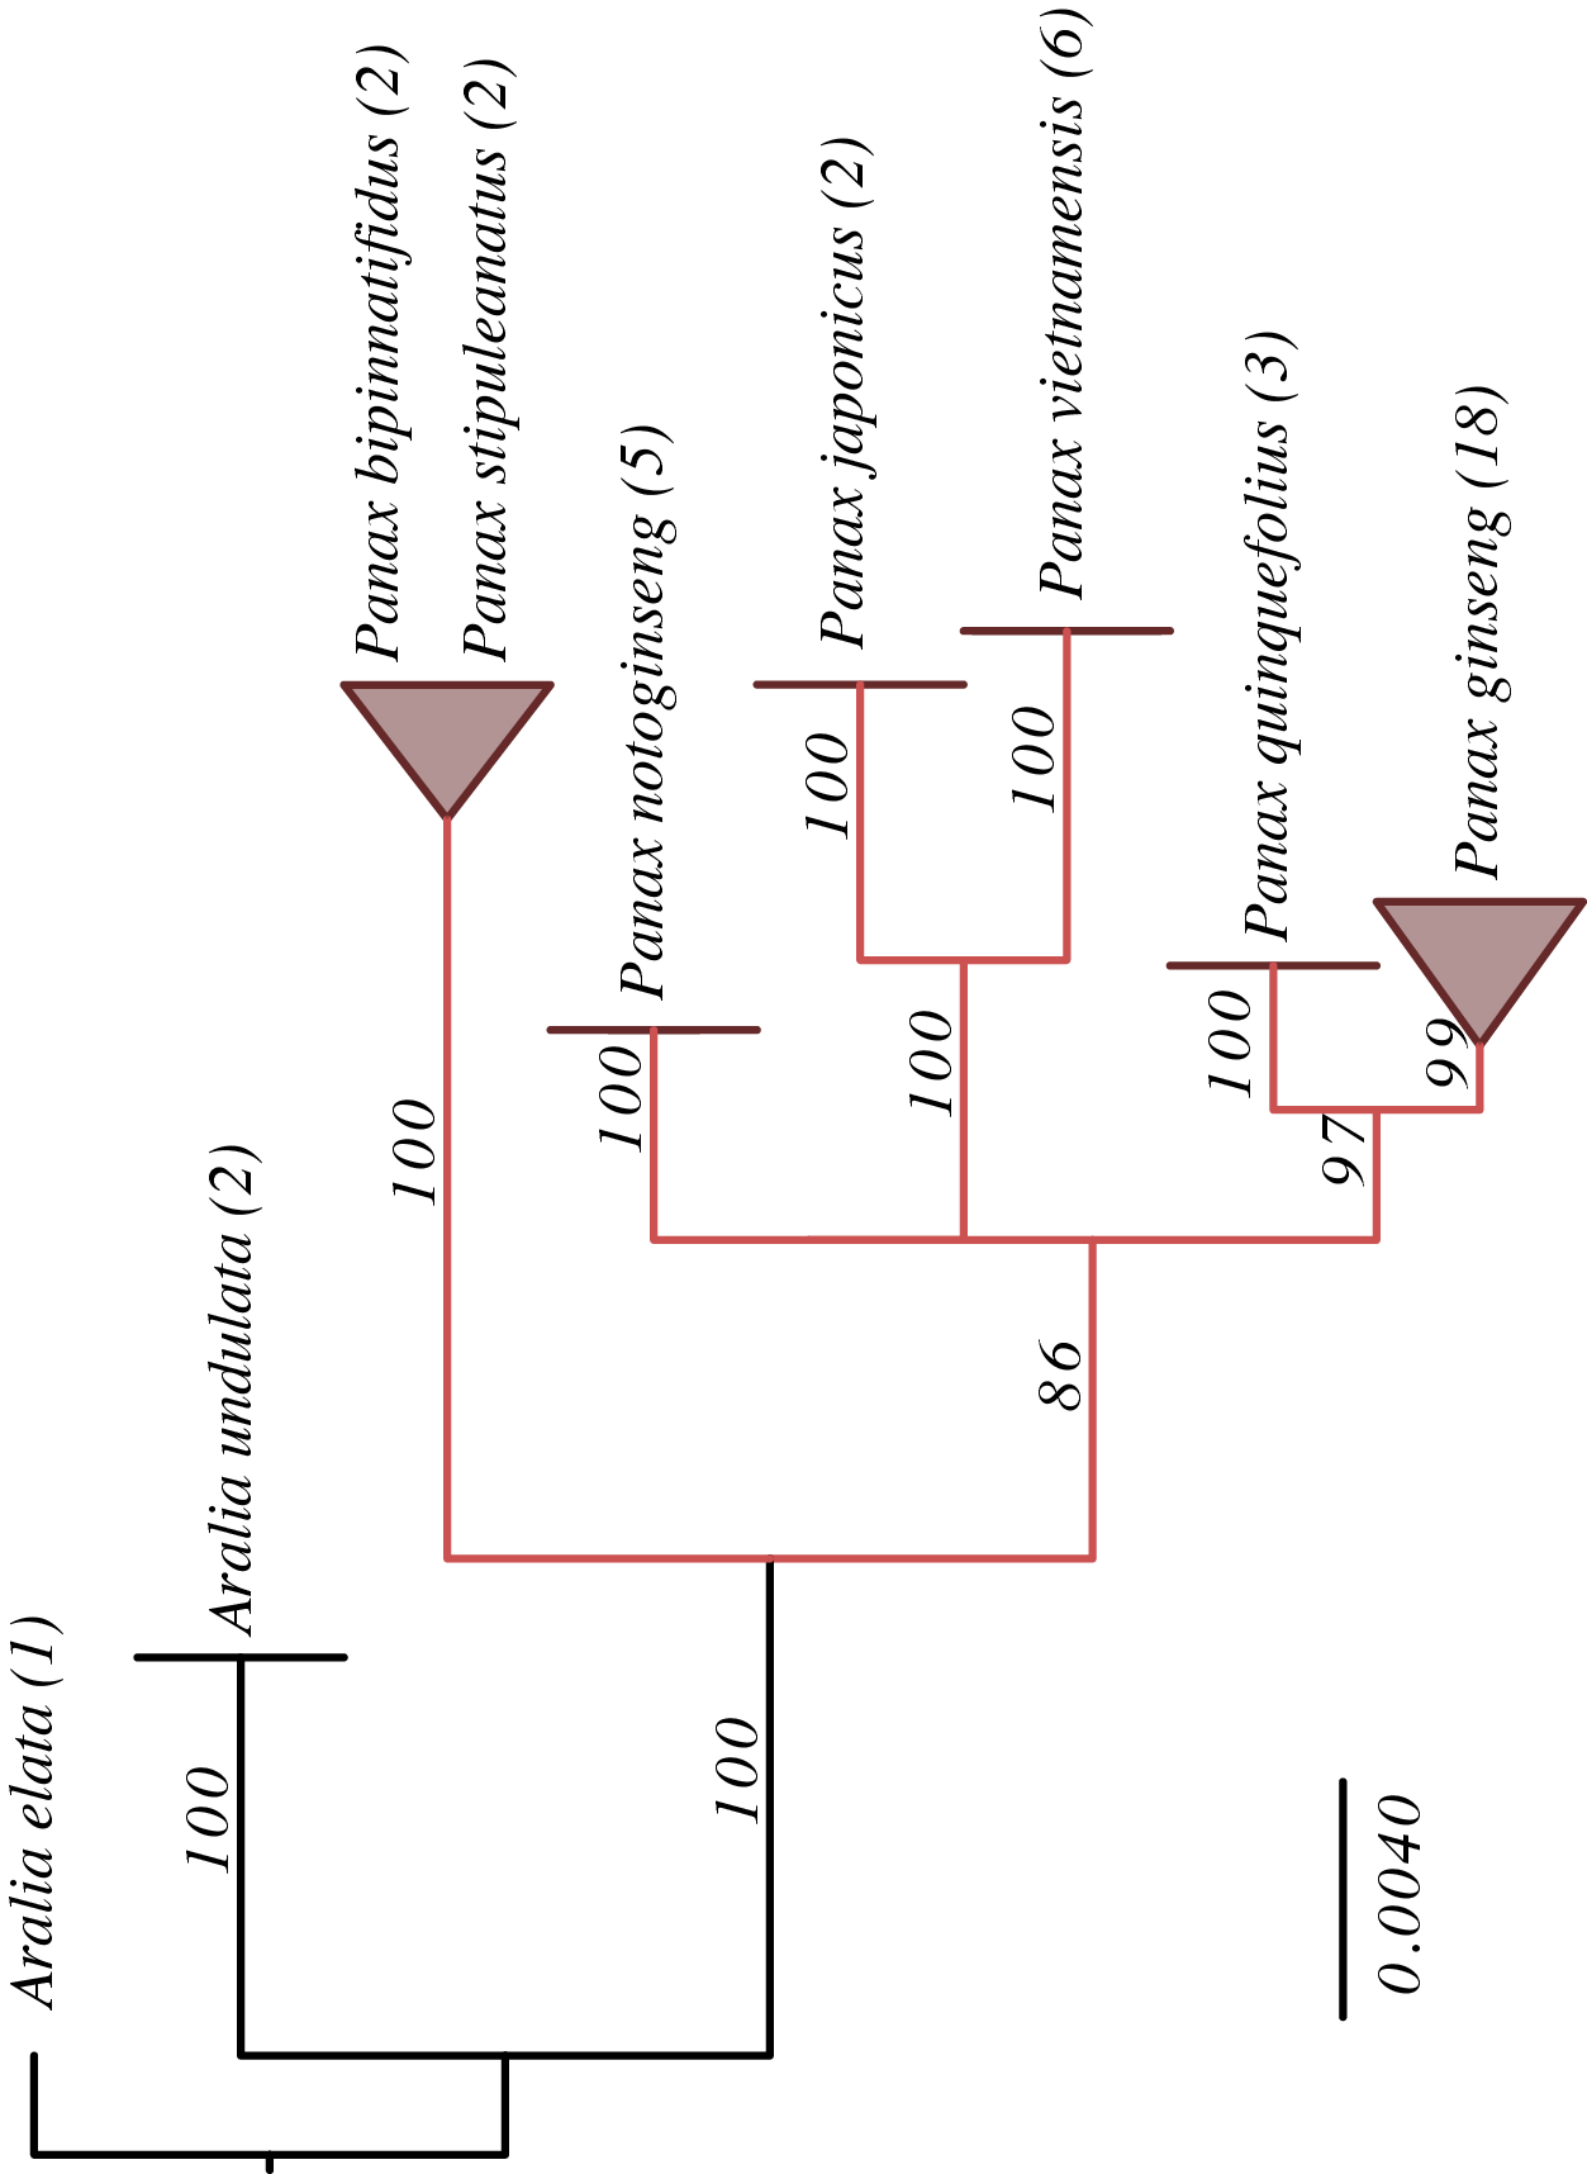 Aralia elata (1)
100
Aralia undulata (2)
100
100
Panax bipinnatifidus (2)
Panax stipuleanatus (2)
86
100
Panax notoginseng (5)
100
100
Panax japonicus (2)
100
Panax vietnamensis (6)
97
100
Panax quinquefolius (3)
99
Panax ginseng (18)
0.0040